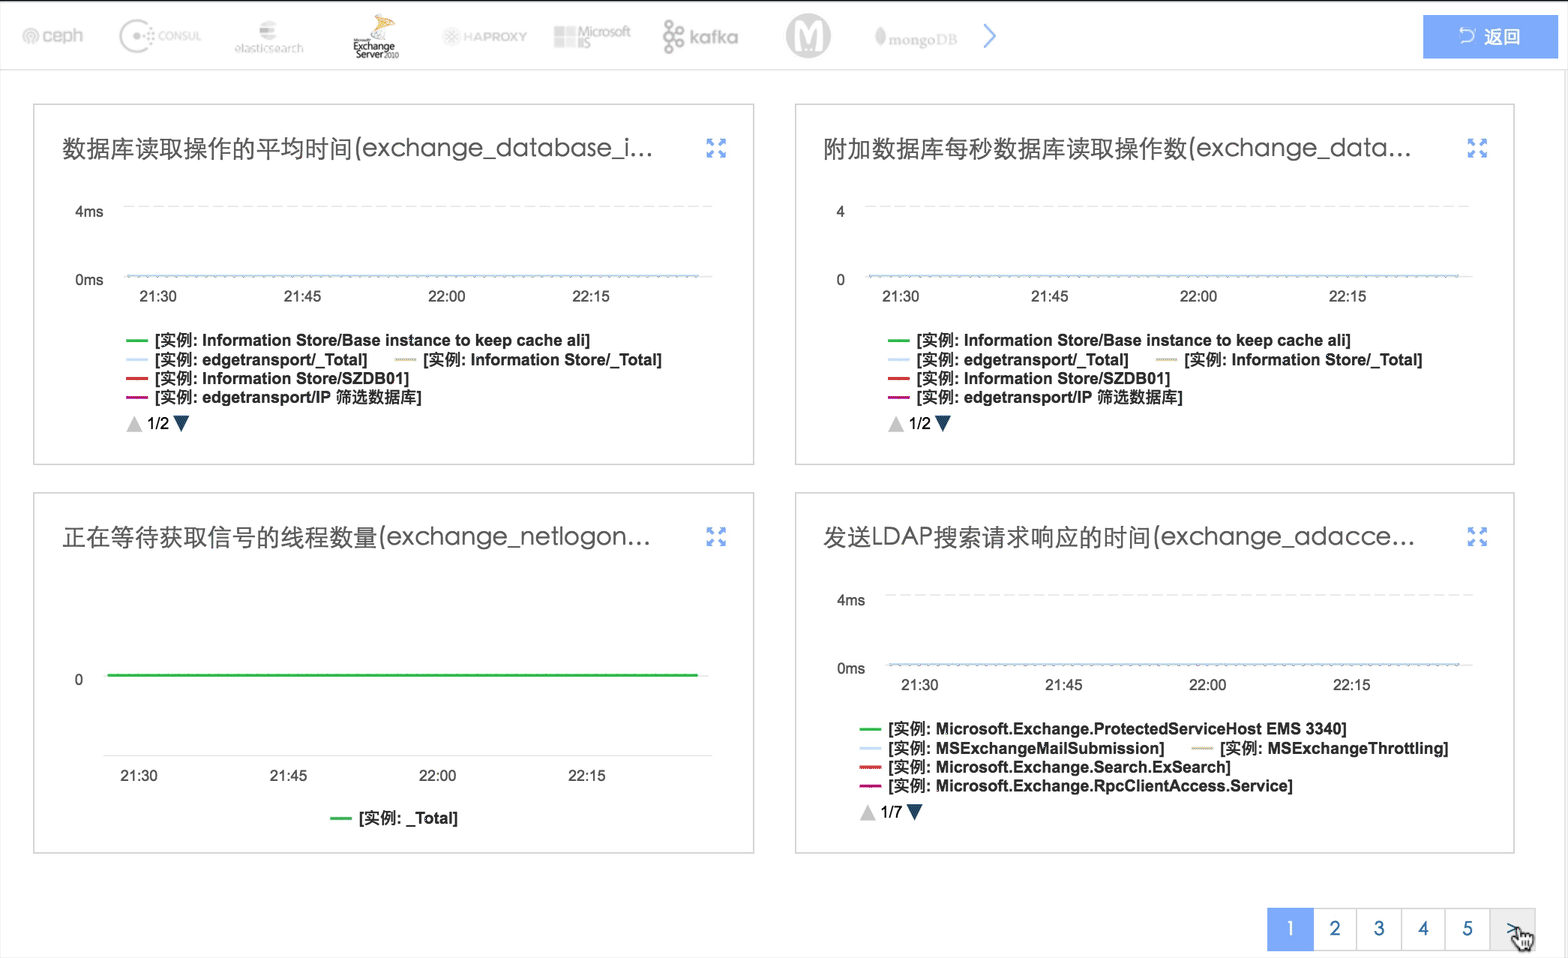 ceph CONSUL elasticsearch Microsoft Exchange Server 2010 HAPROXY Microsoft IIS kafka M mongoDB > 返回
数据库读取操作的平均时间(exchange_database_i...
4ms
0ms
21:30 21:45 22:00 22:15
[实例: Information Store/Base instance to keep cache ali]
[实例: edgetransport/_Total] [实例: Information Store/_Total]
[实例: Information Store/SZDB01]
[实例: edgetransport/IP 筛选数据库]
1/2
附加数据库每秒数据库读取操作数(exchange_data...
4
0
21:30 21:45 22:00 22:15
[实例: Information Store/Base instance to keep cache ali]
[实例: edgetransport/_Total] [实例: Information Store/_Total]
[实例: Information Store/SZDB01]
[实例: edgetransport/IP 筛选数据库]
1/2
正在等待获取信号的线程数量(exchange_netlogon...
0
21:30 21:45 22:00 22:15
[实例: _Total]
发送LDAP搜索请求响应的时间(exchange_adacce...
4ms
0ms
21:30 21:45 22:00 22:15
[实例: Microsoft.Exchange.ProtectedServiceHost EMS 3340]
[实例: MSExchangeMailSubmission] [实例: MSExchangeThrottling]
[实例: Microsoft.Exchange.Search.ExSearch]
[实例: Microsoft.Exchange.RpcClientAccess.Service]
1/7
1 2 3 4 5 >